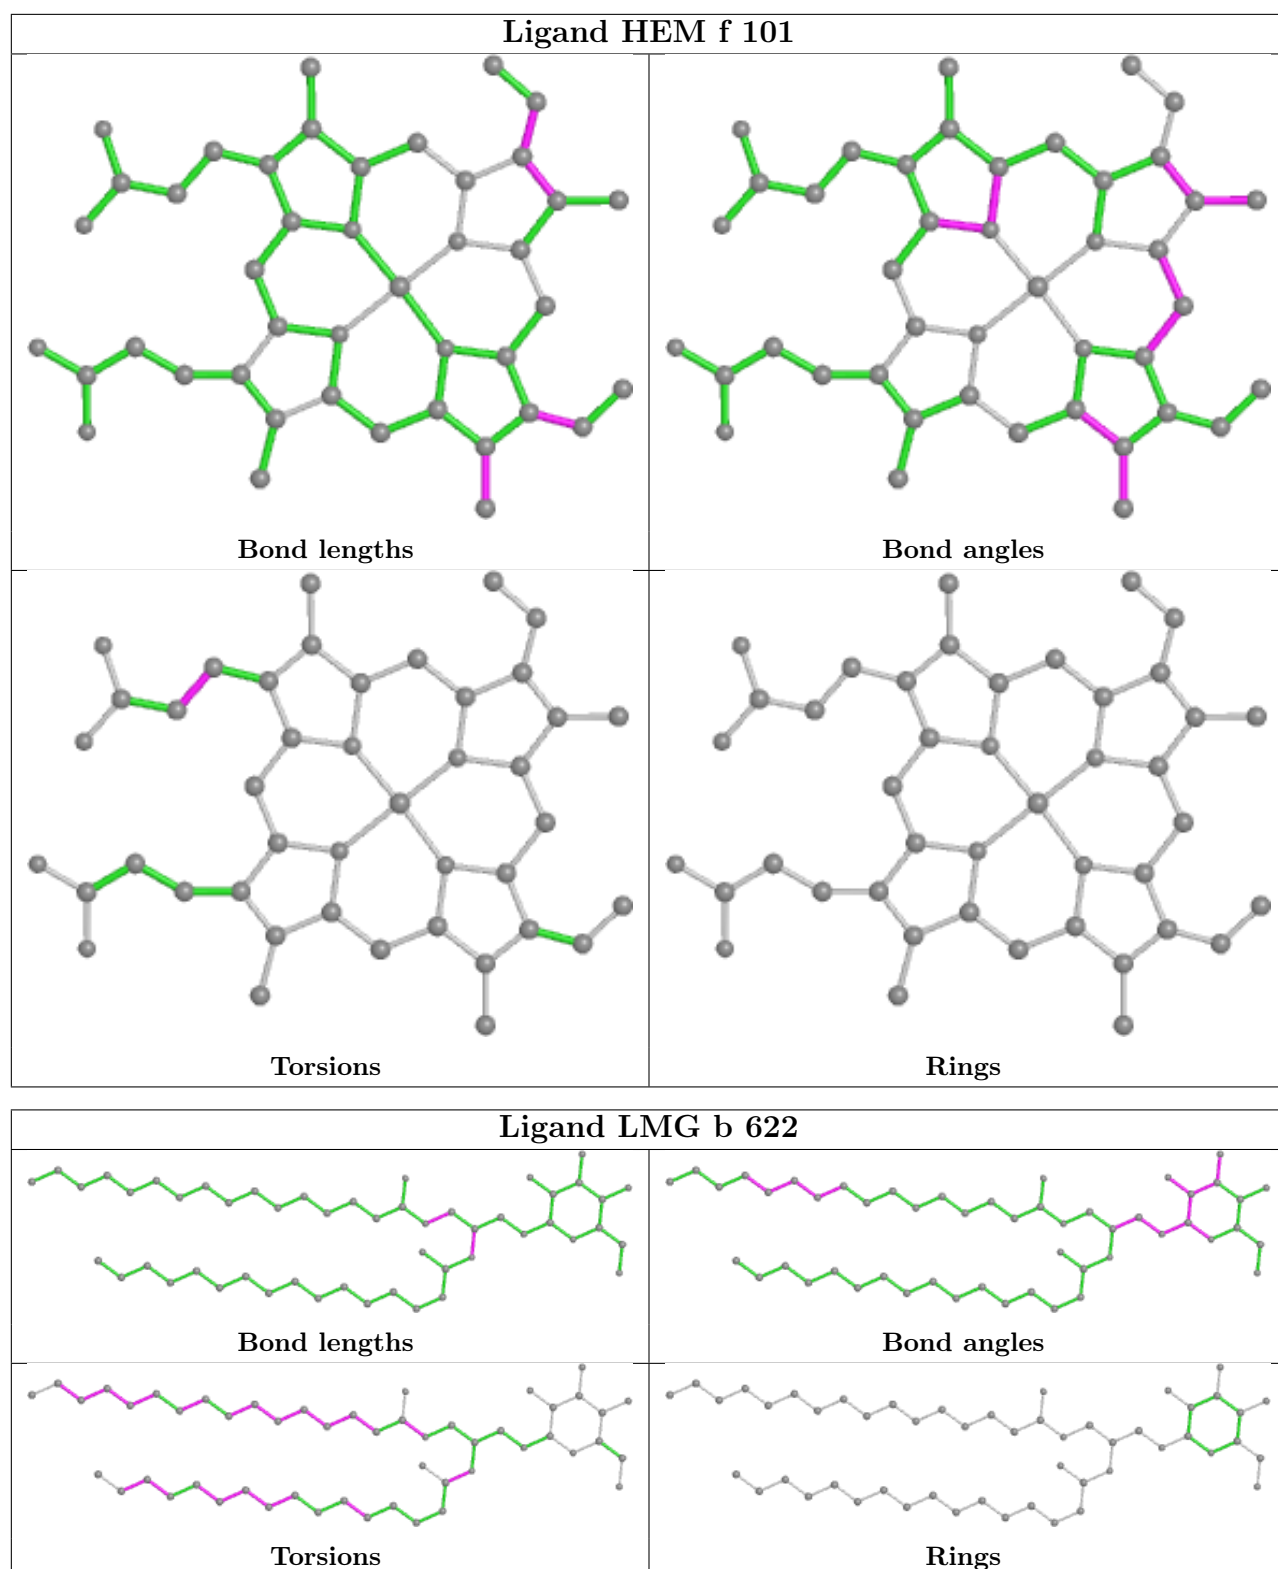 Ligand HEM f 101
Bond lengths
Bond angles
Torsions
Rings
Ligand LMG b 622
Bond lengths
Bond angles
Torsions
Rings